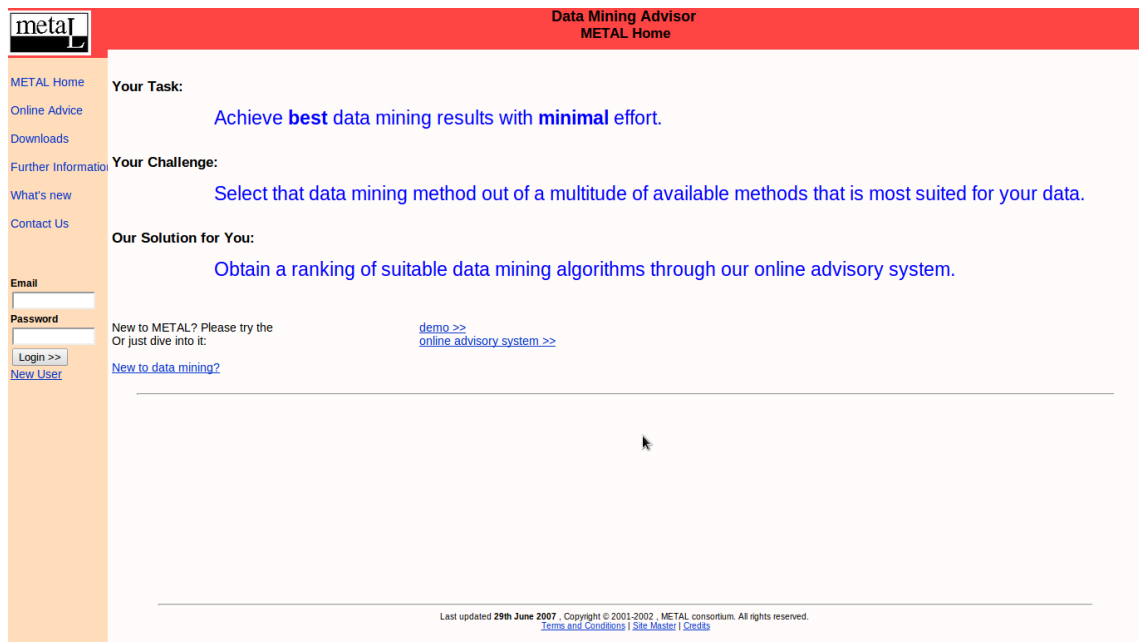 metaL
Data Mining Advisor
METAL Home
METAL Home
Online Advice
Downloads
Further Information
What's new
Contact Us
Email
Password
Login >>
New User
Your Task:
Achieve best data mining results with minimal effort.
Your Challenge:
Select that data mining method out of a multitude of available methods that is most suited for your data.
Our Solution for You:
Obtain a ranking of suitable data mining algorithms through our online advisory system.
New to METAL? Please try the demo >>
Or just dive into it: online advisory system >>
New to data mining?
Last updated 29th June 2007 , Copyright © 2001-2002 , METAL consortium. All rights reserved.
Terms and Conditions | Site Master | Credits